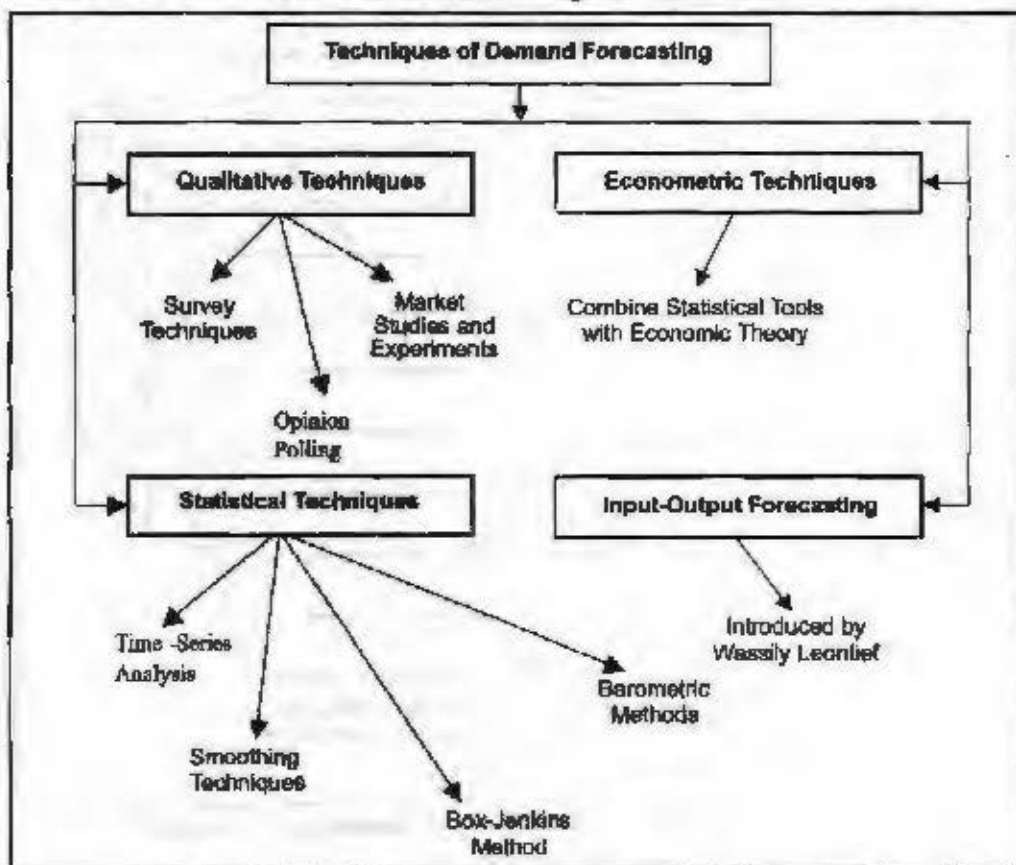 Techniques of Demand Forecasting
Qualitative Techniques
Econometric Techniques
Survey
Techniques
Market
Studies and
Experiments
Combine Statistical Tools
with Economic Theory
Opinion
Polling
Statistical Techniques
Input-Output Forecasting
Time -Series
Analysis
Introduced by
Wassily Leontief
Barometric
Methods
Smoothing
Techniques
Box-Jenkins
Method